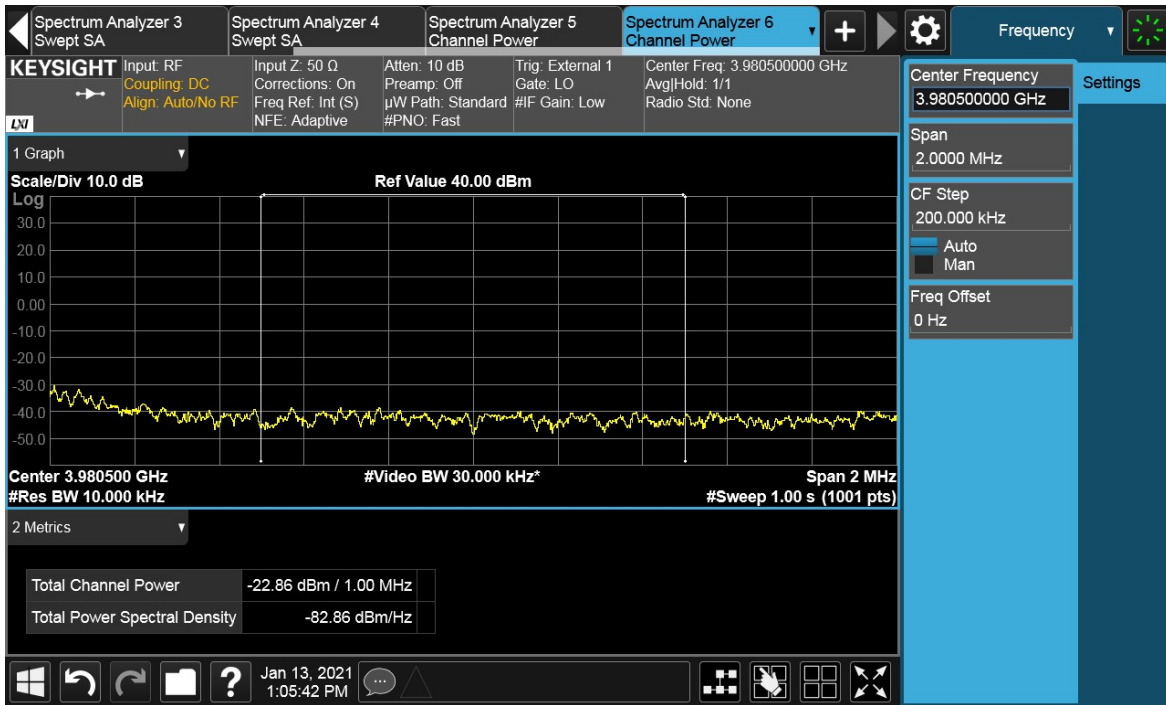 Spectrum Analyzer 3
Swept SA
Spectrum Analyzer 4
Swept SA
Spectrum Analyzer 5
Channel Power
Spectrum Analyzer 6
Channel Power
+
Frequency
KEYSIGHT
LXI
Input: RF
Coupling: DC
Align: Auto/No RF
Input Z: 50 Ω
Corrections: On
Freq Ref: Int (S)
NFE: Adaptive
Atten: 10 dB
Preamp: Off
µW Path: Standard
#PNO: Fast
Trig: External 1
Gate: LO
#IF Gain: Low
Center Freq: 3.980500000 GHz
Avg|Hold: 1/1
Radio Std: None
Center Frequency
3.980500000 GHz
Settings
Span
2.0000 MHz
CF Step
200.000 kHz
Auto
Man
Freq Offset
0 Hz
1 Graph
Scale/Div 10.0 dB
Ref Value 40.00 dBm
Log
30.0
20.0
10.0
0.00
-10.0
-20.0
-30.0
-40.0
-50.0
Center 3.980500 GHz
#Video BW 30.000 kHz*
Span 2 MHz
#Res BW 10.000 kHz
#Sweep 1.00 s (1001 pts)
2 Metrics
Total Channel Power -22.86 dBm / 1.00 MHz
Total Power Spectral Density -82.86 dBm/Hz
?
Jan 13, 2021
1:05:42 PM